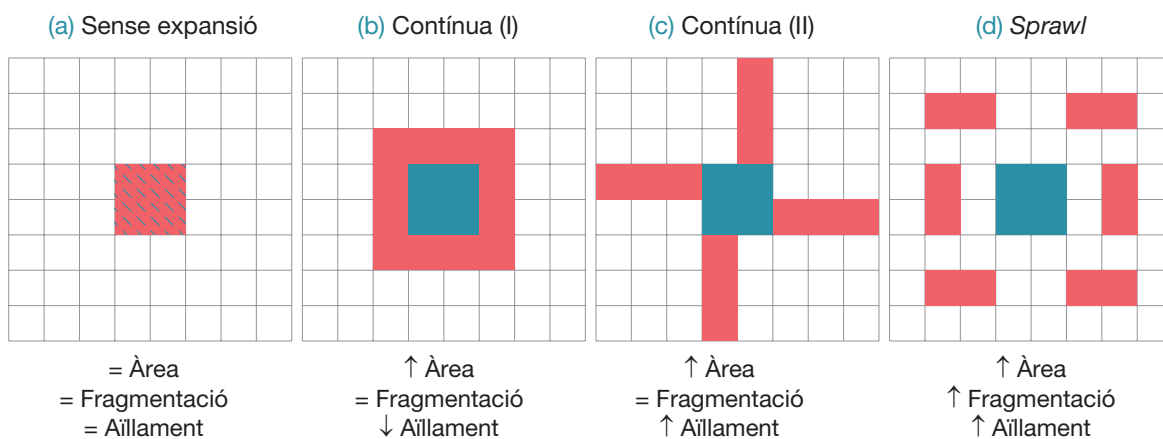 (a) Sense expansió
(b) Contínua (I)
(c) Contínua (II)
(d) Sprawl
= Àrea
= Fragmentació
= Aïllament
↑ Àrea
= Fragmentació
↓ Aïllament
↑ Àrea
= Fragmentació
↑ Aïllament
↑ Àrea
↑ Fragmentació
↑ Aïllament